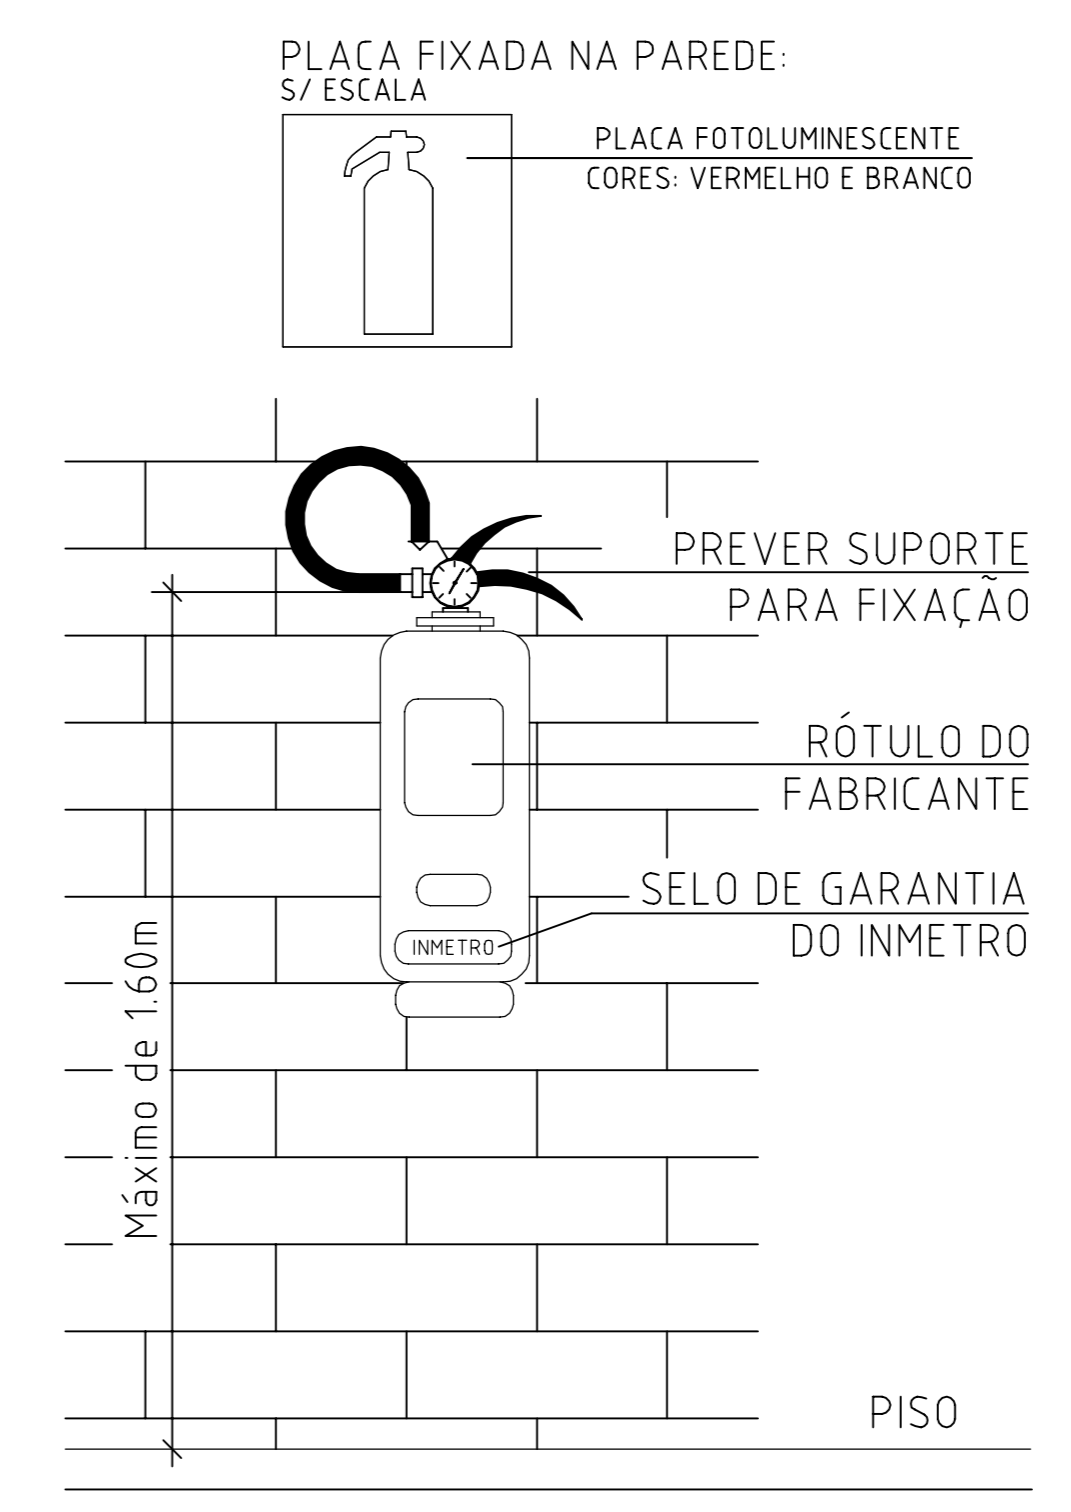 PLACA FIXADA NA PAREDE:
S/ ESCALA
PLACA FOTOLUMINESCENTE
CORES: VERMELHO E BRANCO
PREVER SUPORTE
PARA FIXAÇÃO
RÓTULO DO
FABRICANTE
SELO DE GARANTIA
DO INMETRO
INMETRO
Máximo de 1.60m
PISO